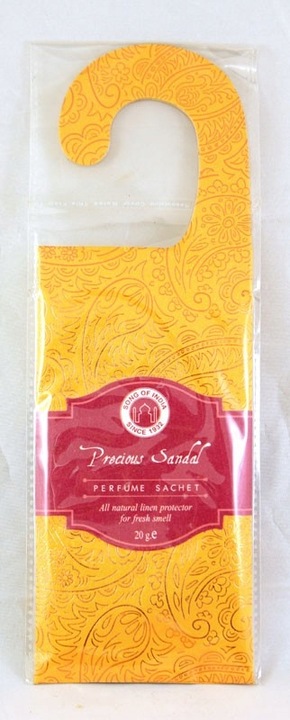 SONG OF INDIA
SINCE 1932
Precious Sandal
PERFUME SACHET
All natural linen protector
for fresh smell
20 g.e